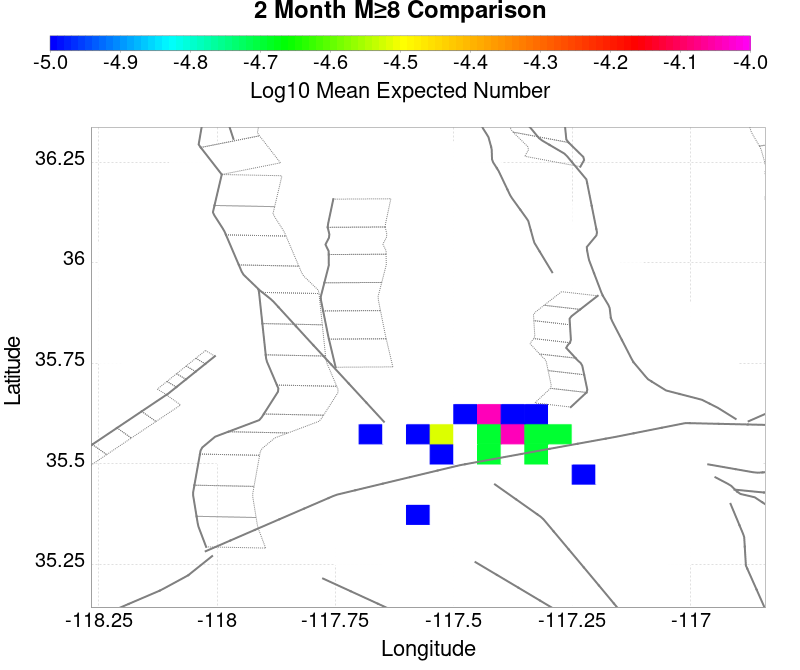 2 Month M≥8 Comparison
-5.0 -4.9 -4.8 -4.7 -4.6 -4.5 -4.4 -4.3 -4.2 -4.1 -4.0
Log10 Mean Expected Number
36.25
36
35.75
35.5
35.25
Latitude
-118.25 -118 -117.75 -117.5 -117.25 -117
Longitude